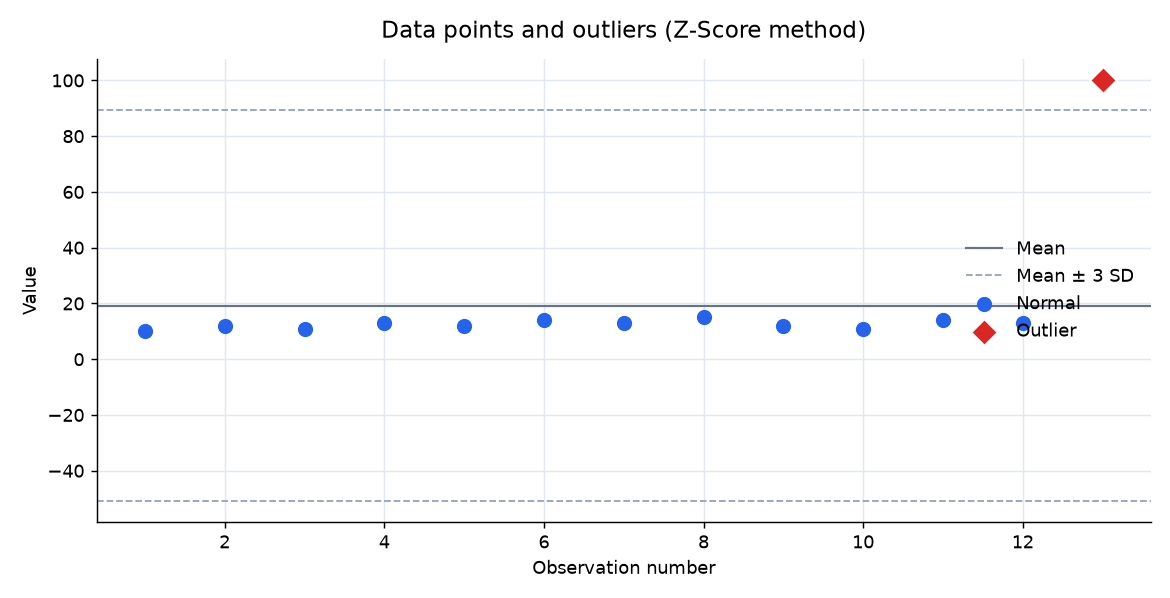 Data points and outliers (Z-Score method)
Value
100
80
60
40
20
0
−20
−40
Mean
Mean ± 3 SD
Normal
Outlier
2
4
6
8
10
12
Observation number